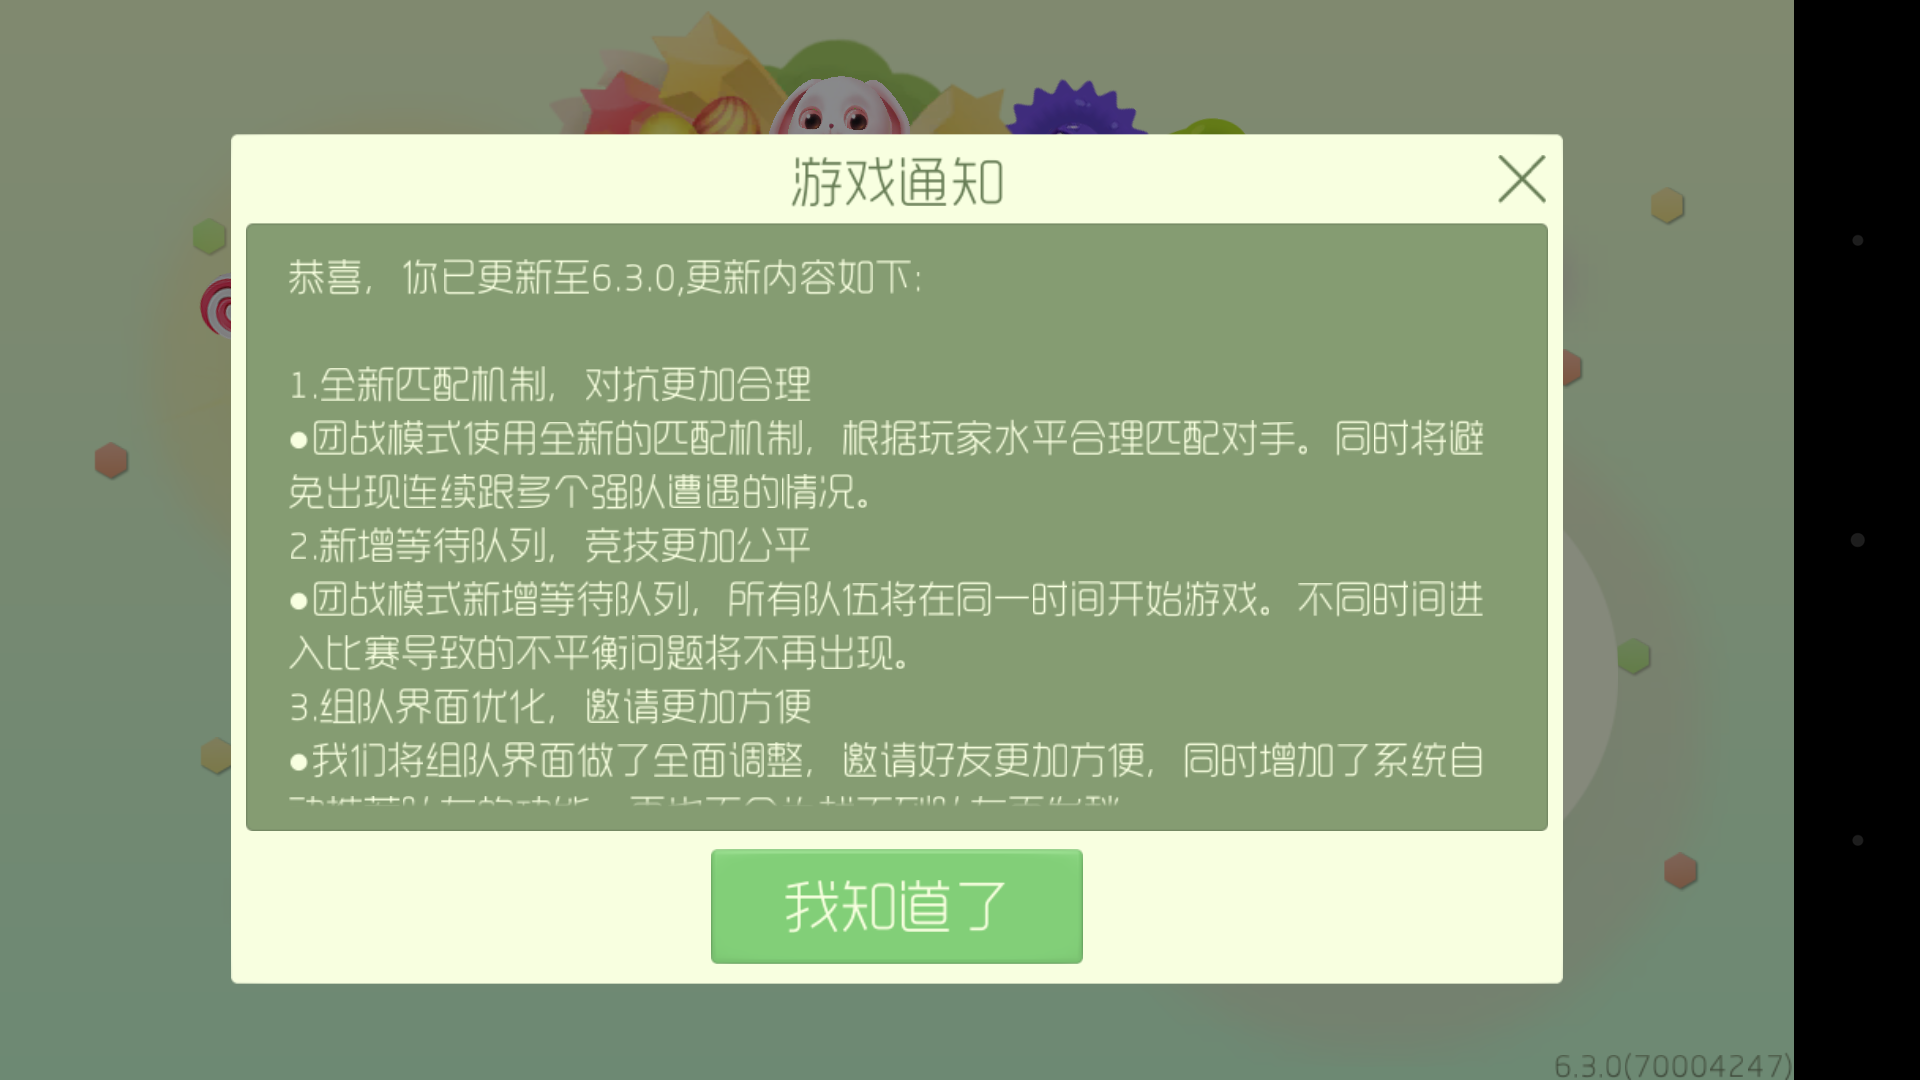 游戏通知
恭喜，你已更新至6.3.0,更新内容如下:
1.全新匹配机制，对抗更加合理
●团战模式使用全新的匹配机制，根据玩家水平合理匹配对手。同时将避
免出现连续跟多个强队遭遇的情况。
2.新增等待队列，竞技更加公平
●团战模式新增等待队列，所有队伍将在同一时间开始游戏。不同时间进
入比赛导致的不平衡问题将不再出现。
3.组队界面优化，邀请更加方便
●我们将组队界面做了全面调整，邀请好友更加方便，同时增加了系统自
我知道了
6.3.0(70004247)